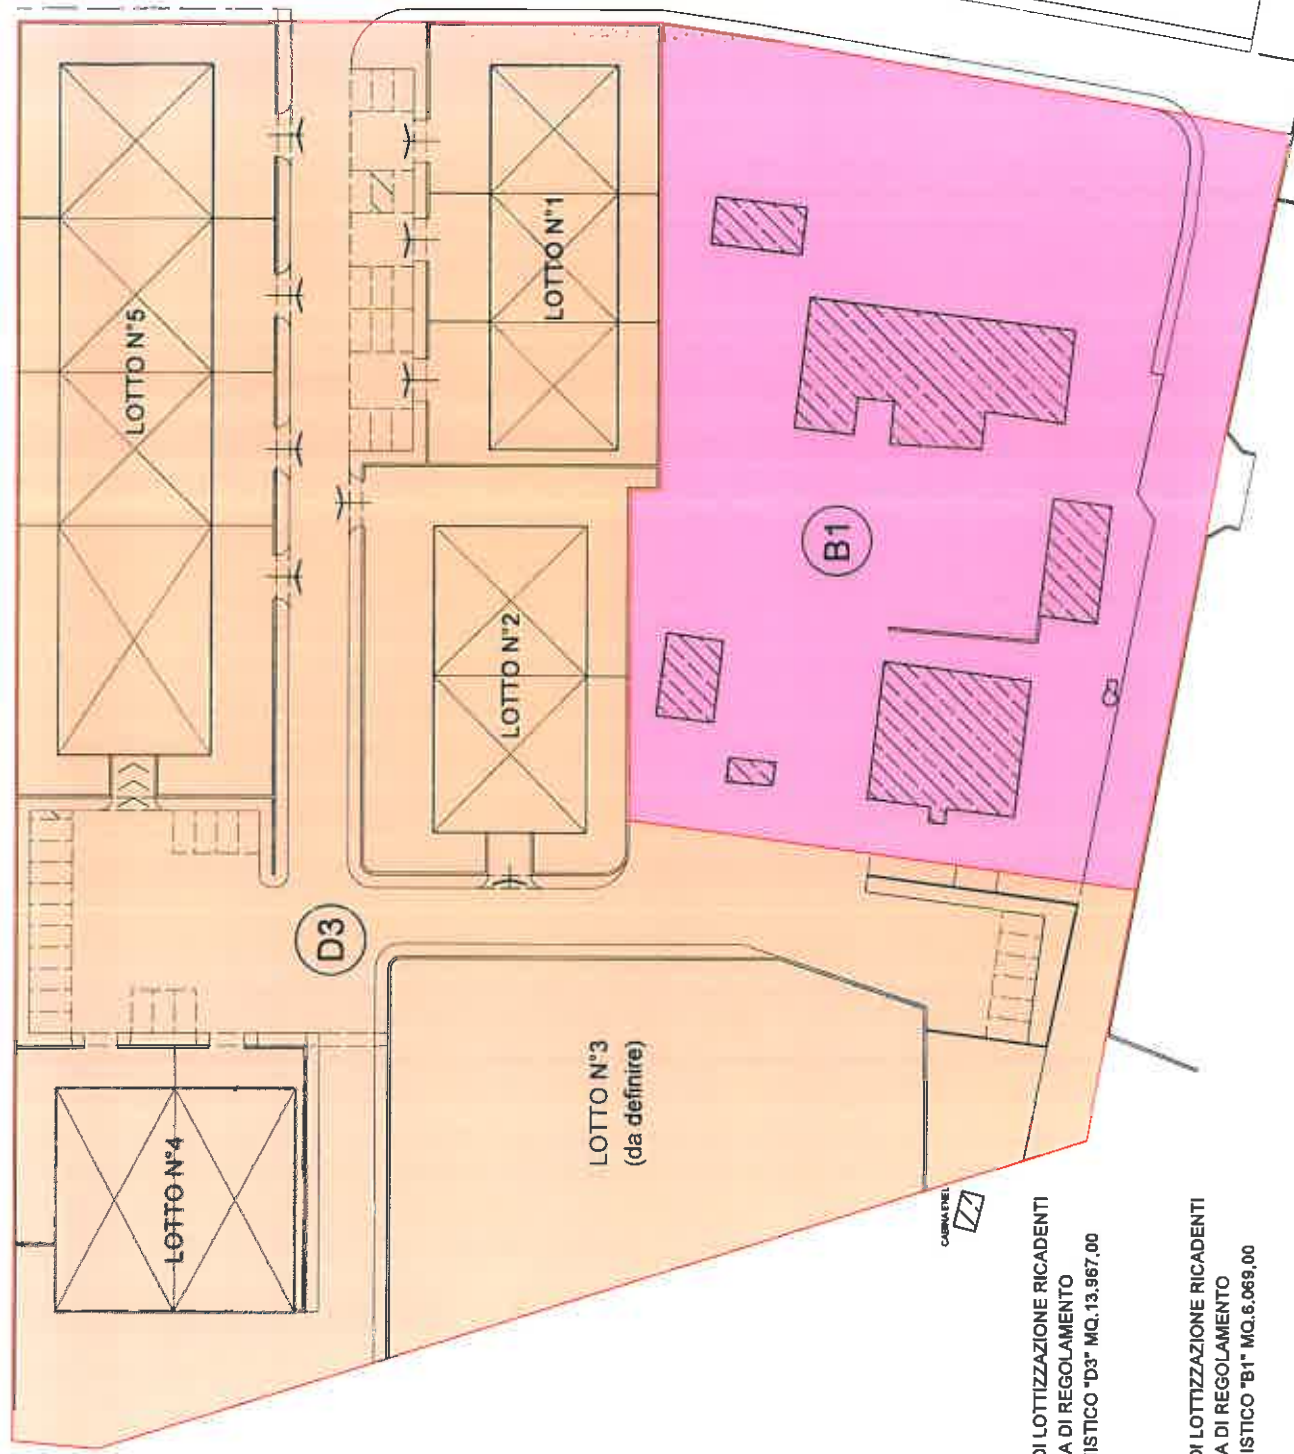 LOTTO N°5
LOTTO N°1
LOTTO N°2
B1
D3
LOTTO N°3
(da definire)
LOTTO N°4
CABINA ENEL
DI LOTTIZZAZIONE RICADENTI
A DI REGOLAMENTO
ISTICO "D3" MQ.13.967,00
DI LOTTIZZAZIONE RICADENTI
A DI REGOLAMENTO
ISTICO "B1" MQ.6.069,00